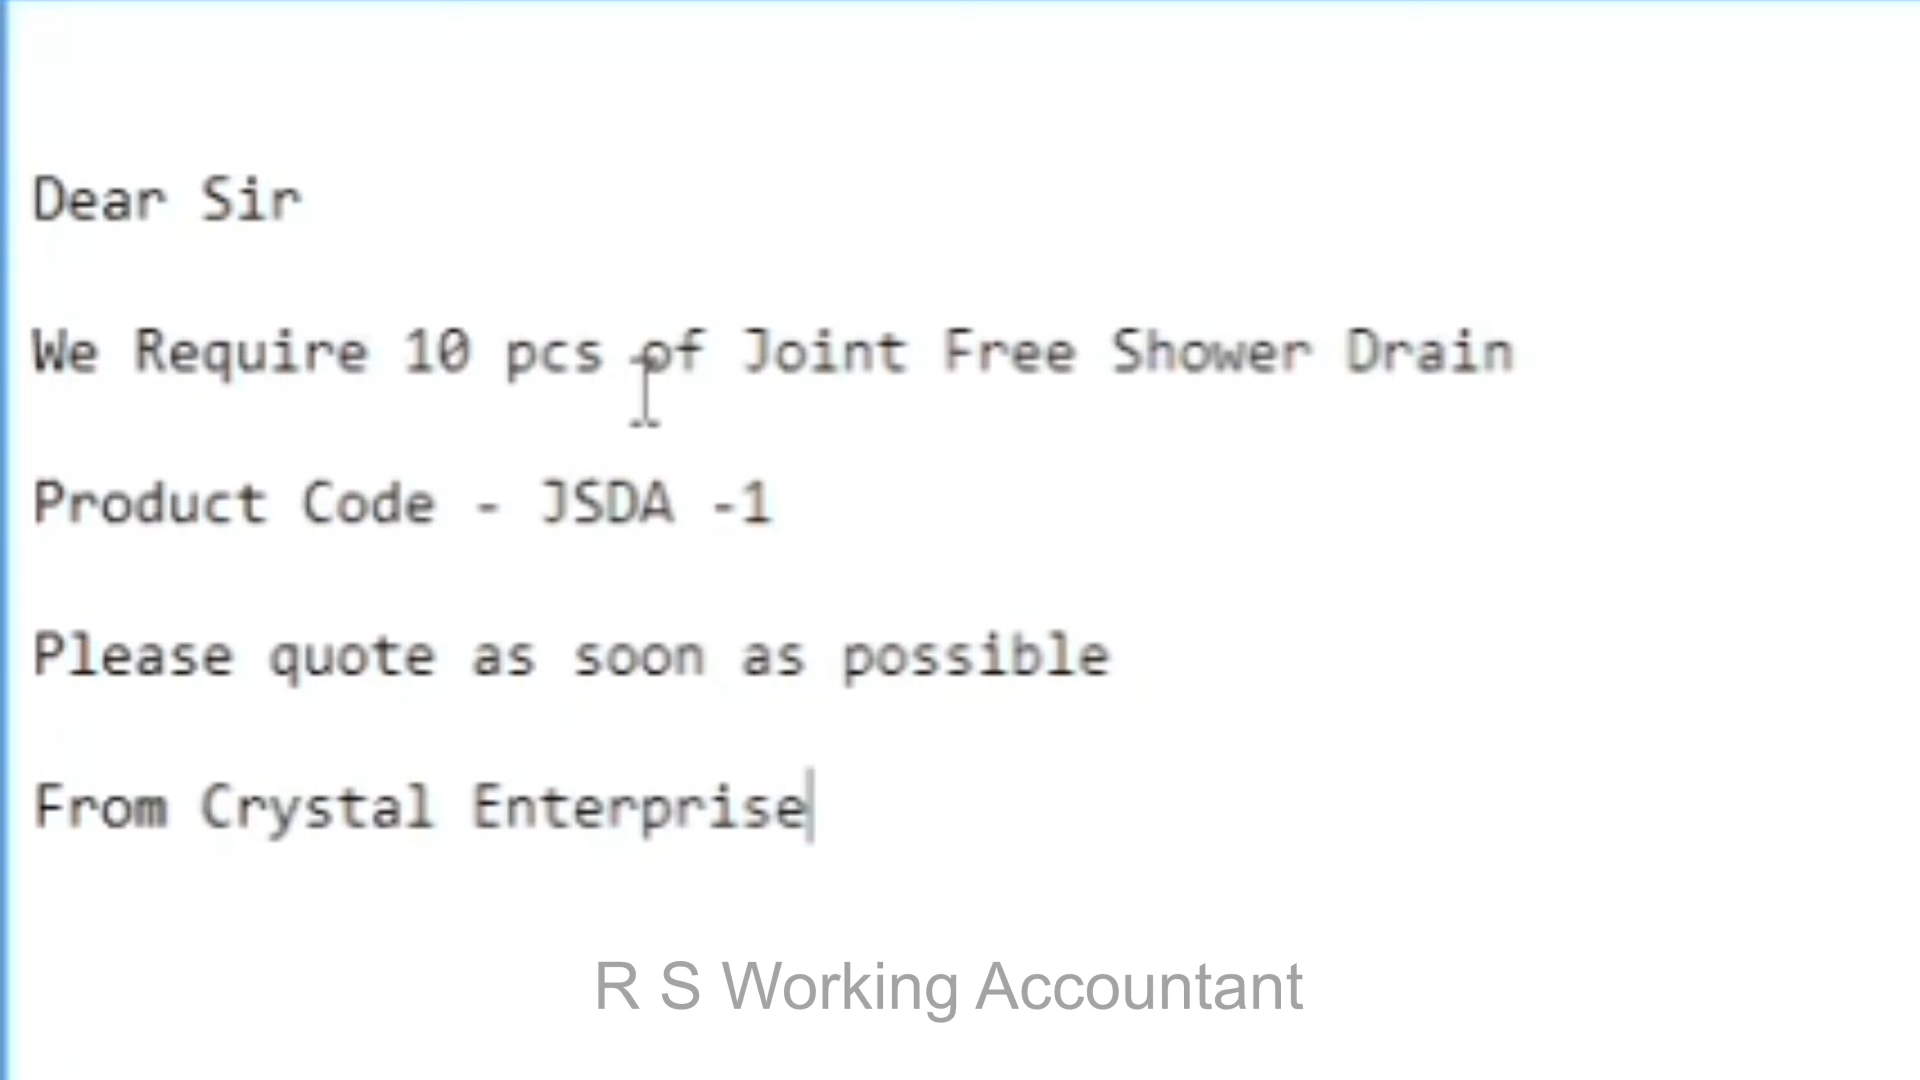 Dear Sir
We Require 10 pcs of Joint Free Shower Drain
Product Code - JSDA -1
Please quote as soon as possible
From Crystal Enterprise
R S Working Accountant